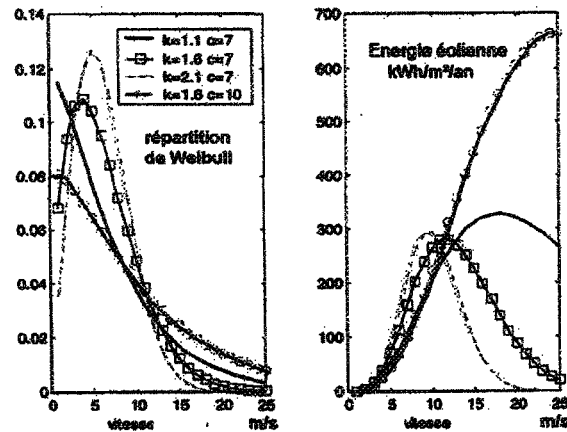 0.14
0.12
0.1
0.08
0.06
0.04
0.02
0
0
5
10
15
20
25
vitesse
m/s
k=1.1 c=7
k=1.6 c=7
k=2.1 c=7
k=1.6 c=10
répartition
de Weibull
700
600
500
400
300
200
100
0
0
5
10
15
20
25
vitesse
m/s
Energie éolienne
kWh/m²/an